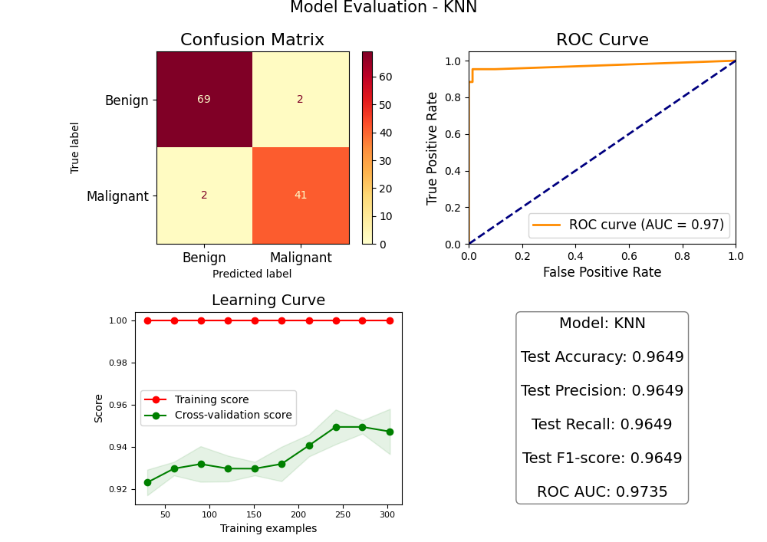 Model Evaluation - KNN
Confusion Matrix
True label
Benign
Malignant
69
2
2
41
Benign
Malignant
Predicted label
60
50
40
30
20
10
0
ROC Curve
True Positive Rate
1.0
0.8
0.6
0.4
0.2
0.0
ROC curve (AUC = 0.97)
0.0
0.2
0.4
0.6
0.8
1.0
False Positive Rate
Learning Curve
Score
1.00
0.98
0.96
0.94
0.92
Training score
Cross-validation score
50
100
150
200
250
300
Training examples
Model: KNN
Test Accuracy: 0.9649
Test Precision: 0.9649
Test Recall: 0.9649
Test F1-score: 0.9649
ROC AUC: 0.9735